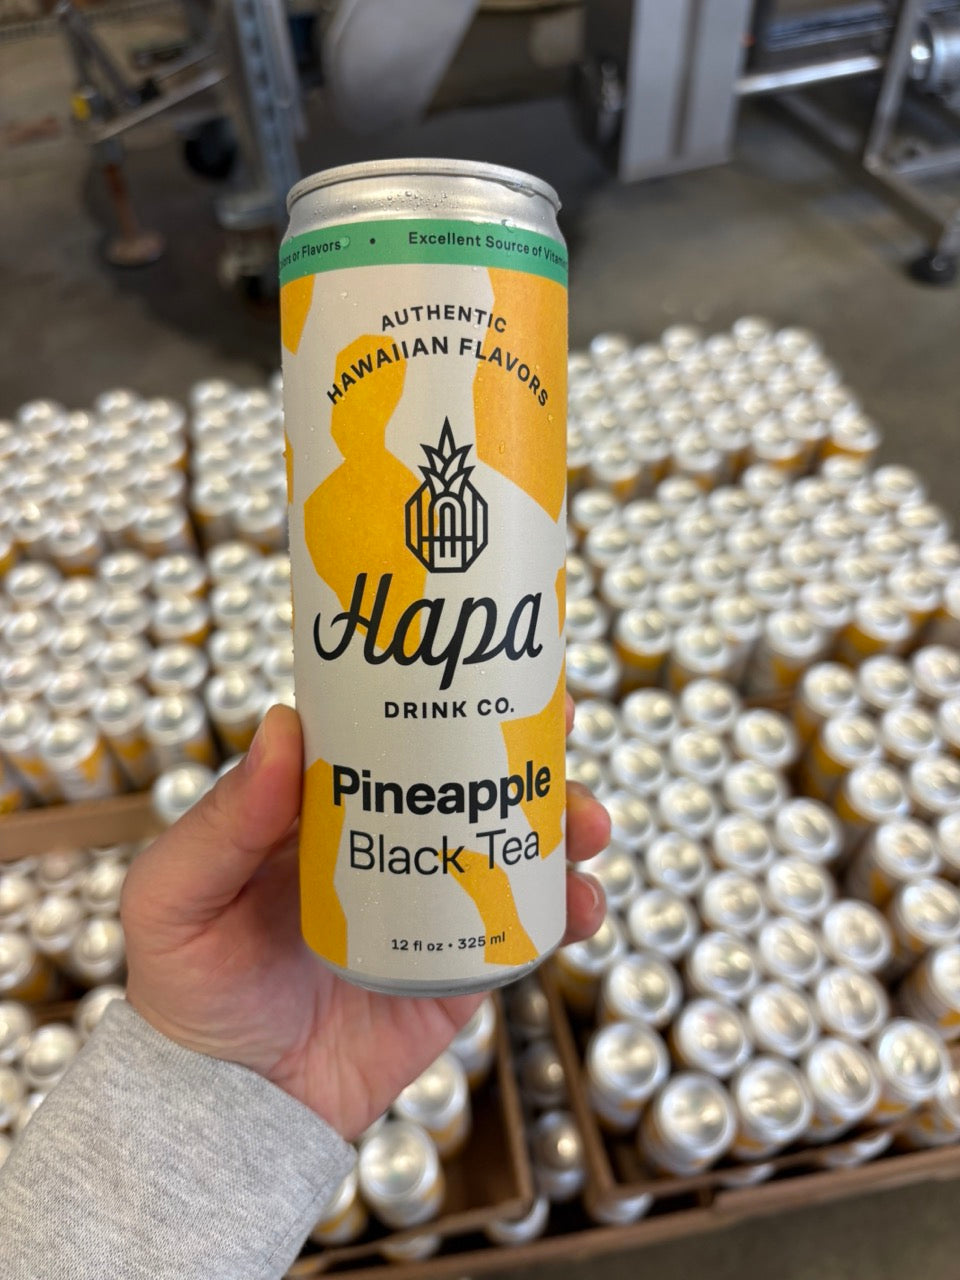 or Flavors • Excellent Source of
AUTHENTIC
HAWAIIAN FLAVORS
Hapa
DRINK CO.
Pineapple
Black Tea
12 fl oz • 325 ml